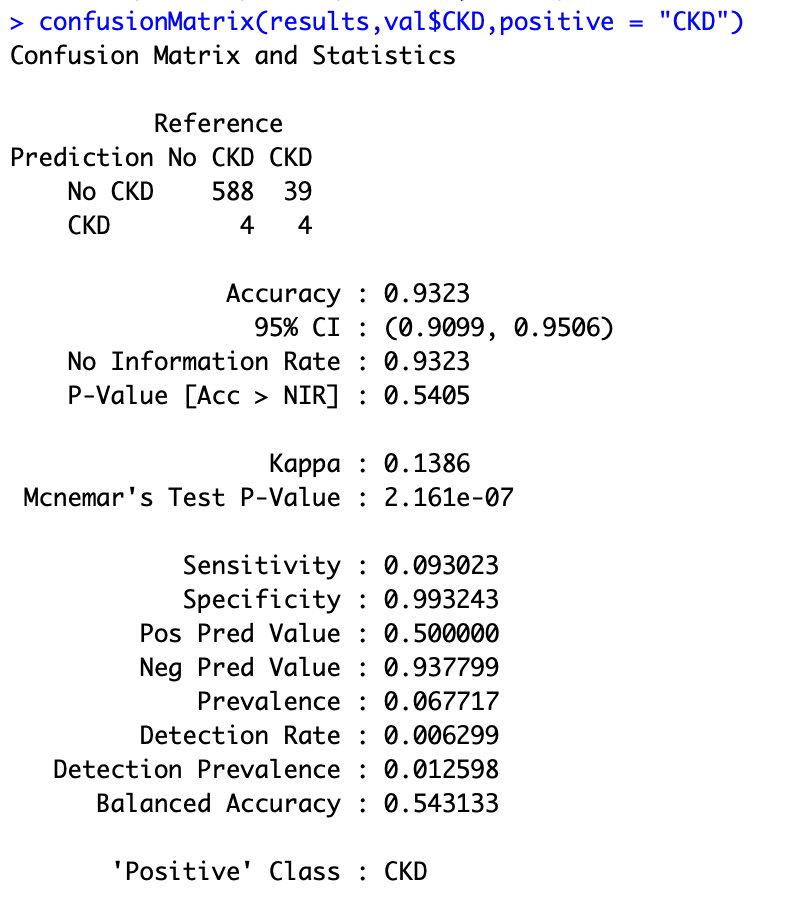 > confusionMatrix(results,val$CKD,positive = "CKD")
Confusion Matrix and Statistics

          Reference
Prediction No CKD CKD
    No CKD    588  39
    CKD         4   4

               Accuracy : 0.9323
                 95% CI : (0.9099, 0.9506)
    No Information Rate : 0.9323
    P-Value [Acc > NIR] : 0.5405

                  Kappa : 0.1386
 Mcnemar's Test P-Value : 2.161e-07

            Sensitivity : 0.093023
            Specificity : 0.993243
         Pos Pred Value : 0.500000
         Neg Pred Value : 0.937799
             Prevalence : 0.067717
         Detection Rate : 0.006299
   Detection Prevalence : 0.012598
      Balanced Accuracy : 0.543133

       'Positive' Class : CKD